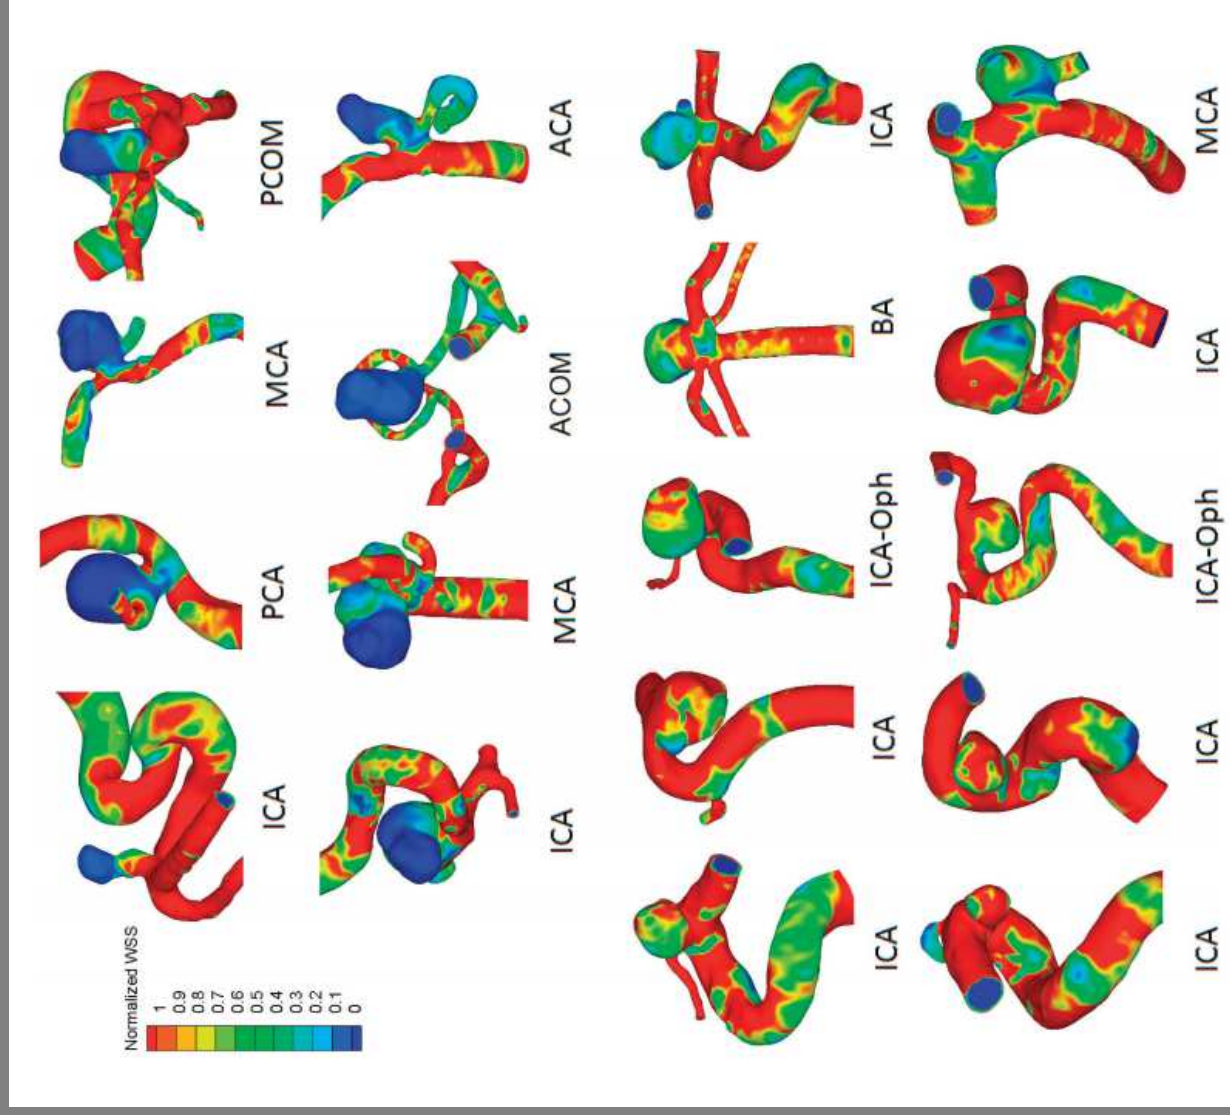 Normalized WSS
1
0.9
0.8
0.7
0.6
0.5
0.4
0.3
0.2
0.1
0
ICA
PCA
MCA
PCOM
ICA
MCA
ACOM
ACA
ICA
ICA
ICA-Oph
BA
ICA
ICA
ICA
ICA-Oph
ICA
MCA